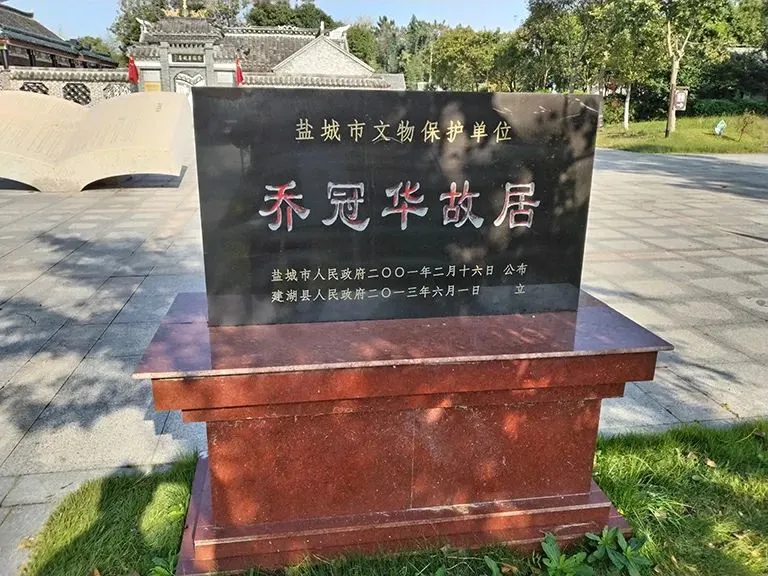 盐城市文物保护单位
乔冠华故居
盐城市人民政府二〇〇一年二月十六日 公布
建湖县人民政府二〇一三年六月一日 立